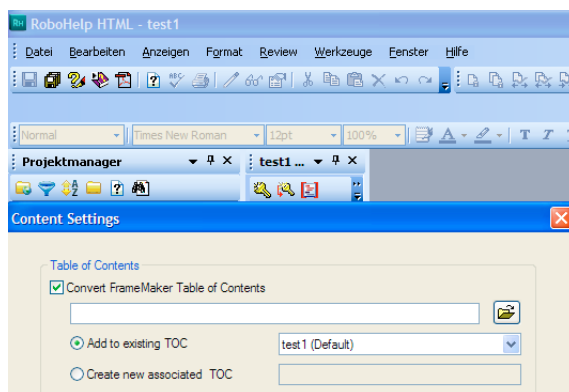 RH RoboHelp HTML - test1
Datei Bearbeiten Anzeigen Format Review Werkzeuge Fenster Hilfe
ABC
Normal Times New Roman 12pt 100% A T T
Projektmanager test1 ...
Content Settings
Table of Contents
Convert FrameMaker Table of Contents
Add to existing TOC test1 (Default)
Create new associated TOC